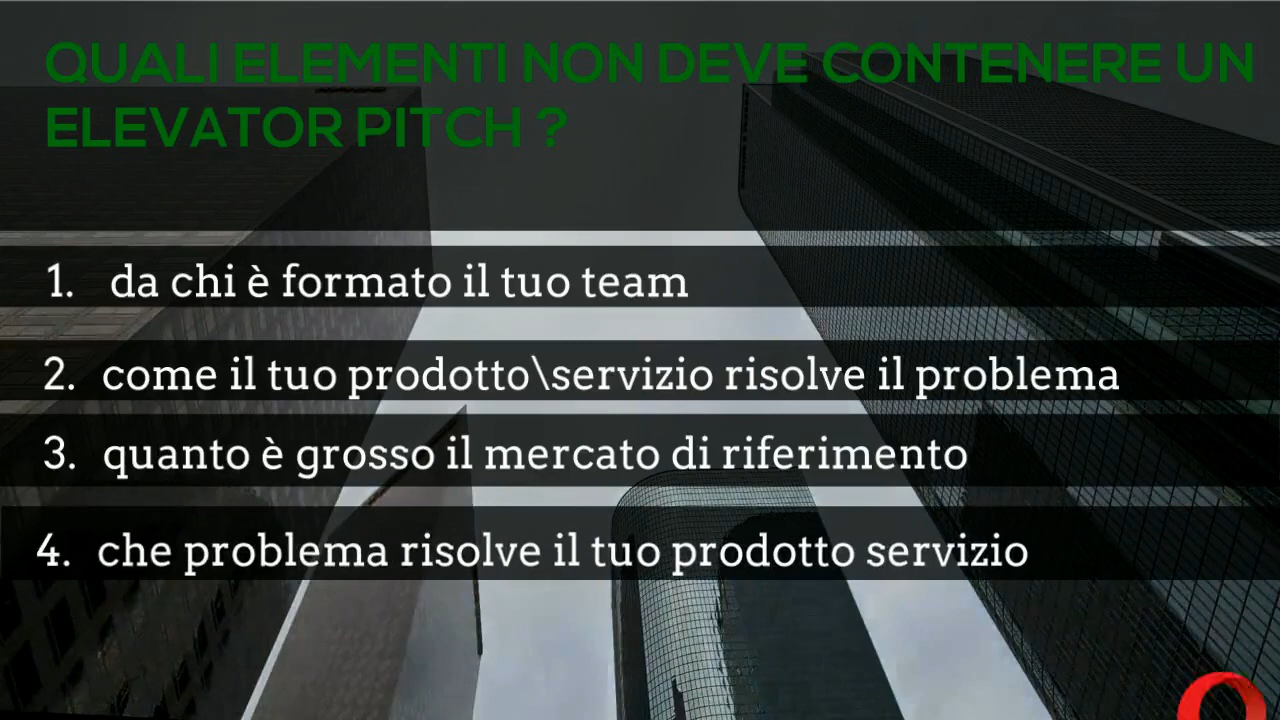 QUALI ELEMENTI NON DEVE CONTENERE UN
ELEVATOR PITCH ?
1. da chi è formato il tuo team
2. come il tuo prodotto\servizio risolve il problema
3. quanto è grosso il mercato di riferimento
4. che problema risolve il tuo prodotto servizio